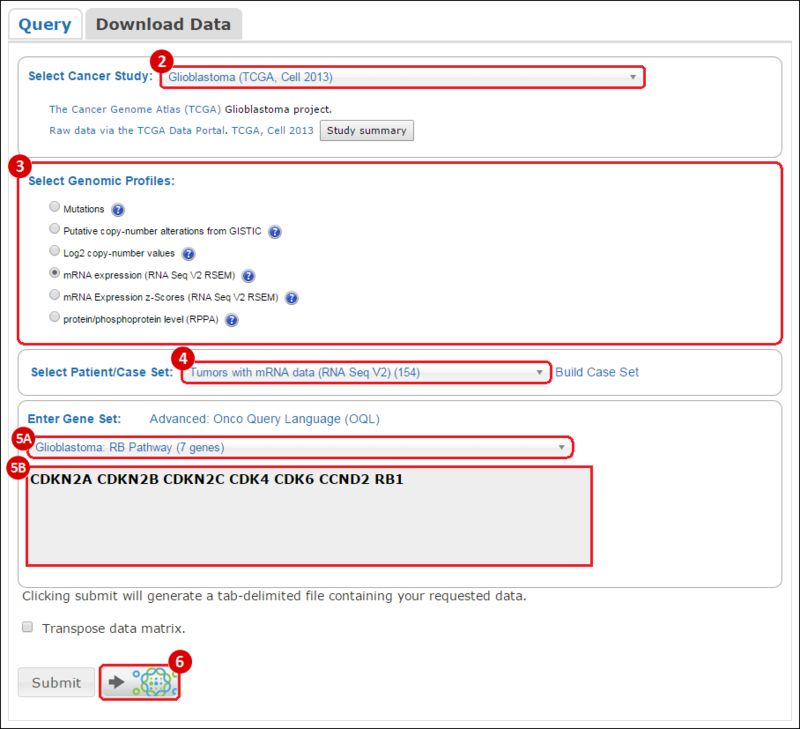 Query Download Data
2
Select Cancer Study: Glioblastoma (TCGA, Cell 2013)
The Cancer Genome Atlas (TCGA) Glioblastoma project.
Raw data via the TCGA Data Portal. TCGA, Cell 2013 Study summary
3
Select Genomic Profiles:
Mutations ?
Putative copy-number alterations from GISTIC ?
Log2 copy-number values ?
mRNA expression (RNA Seq V2 RSEM) ?
mRNA Expression z-Scores (RNA Seq V2 RSEM) ?
protein/phosphoprotein level (RPPA) ?
4
Select Patient/Case Set: Tumors with mRNA data (RNA Seq V2) (154) Build Case Set
Enter Gene Set: Advanced: Onco Query Language (OQL)
5A
Glioblastoma: RB Pathway (7 genes)
5B
CDKN2A CDKN2B CDKN2C CDK4 CDK6 CCND2 RB1
Clicking submit will generate a tab-delimited file containing your requested data.
Transpose data matrix.
6
Submit